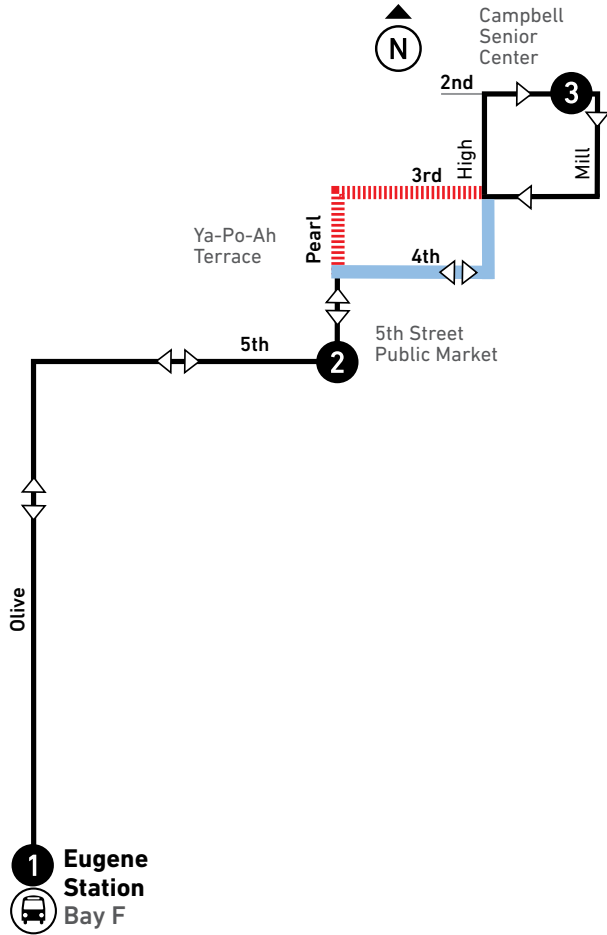 Campbell
Senior
Center
N
2nd
3
High
Mill
3rd
Pearl
Ya-Po-Ah
Terrace
4th
5th
2
5th Street
Public Market
Olive
1
Eugene
Station
Bay F